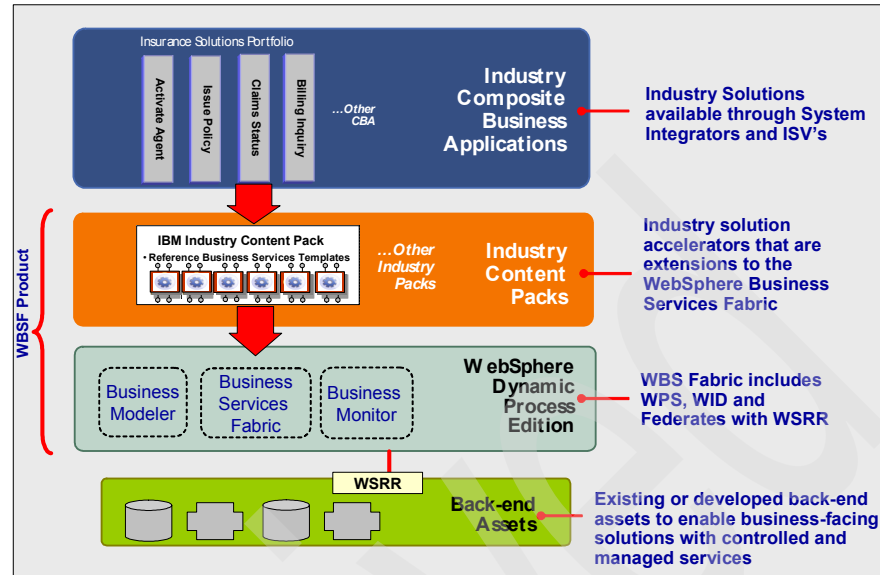 Insurance Solutions Portfolio
Activate Agent
Issue Policy
Claims Status
Billing Inquiry
...Other
CBA
Industry
Composite
Business
Applications
Industry Solutions
available through System
Integrators and ISV's
WBSF Product
IBM Industry Content Pack
• Reference Business Services Templates
...Other
Industry
Packs
Industry
Content
Packs
Industry solution
accelerators that are
extensions to the
WebSphere Business
Services Fabric
Business
Modeler
Business
Services
Fabric
Business
Monitor
WebSphere
Dynamic
Process
Edition
WBS Fabric includes
WPS, WID and
Federates with WSRR
WSRR
Back-end
Assets
Existing or developed back-end
assets to enable business-facing
solutions with controlled and
managed services